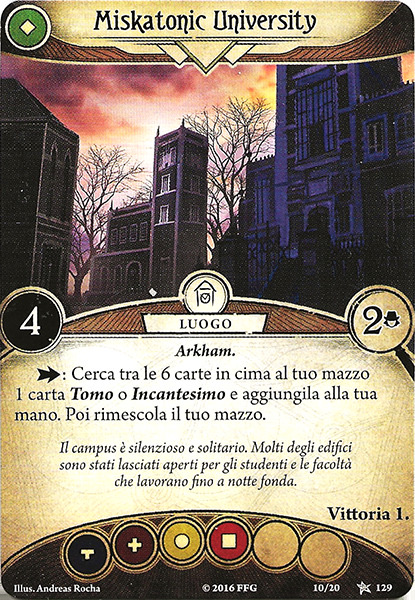 Miskatonic University
4
LUOGO
2
Arkham.
: Cerca tra le 6 carte in cima al tuo mazzo
1 carta Tomo o Incantesimo e aggiungila alla tua
mano. Poi rimescola il tuo mazzo.
Il campus è silenzioso e solitario. Molti degli edifici
sono stati lasciati aperti per gli studenti e le facoltà
che lavorano fino a notte fonda.
Vittoria 1.
Illus. Andreas Rocha © 2016 FFG 10/20 129